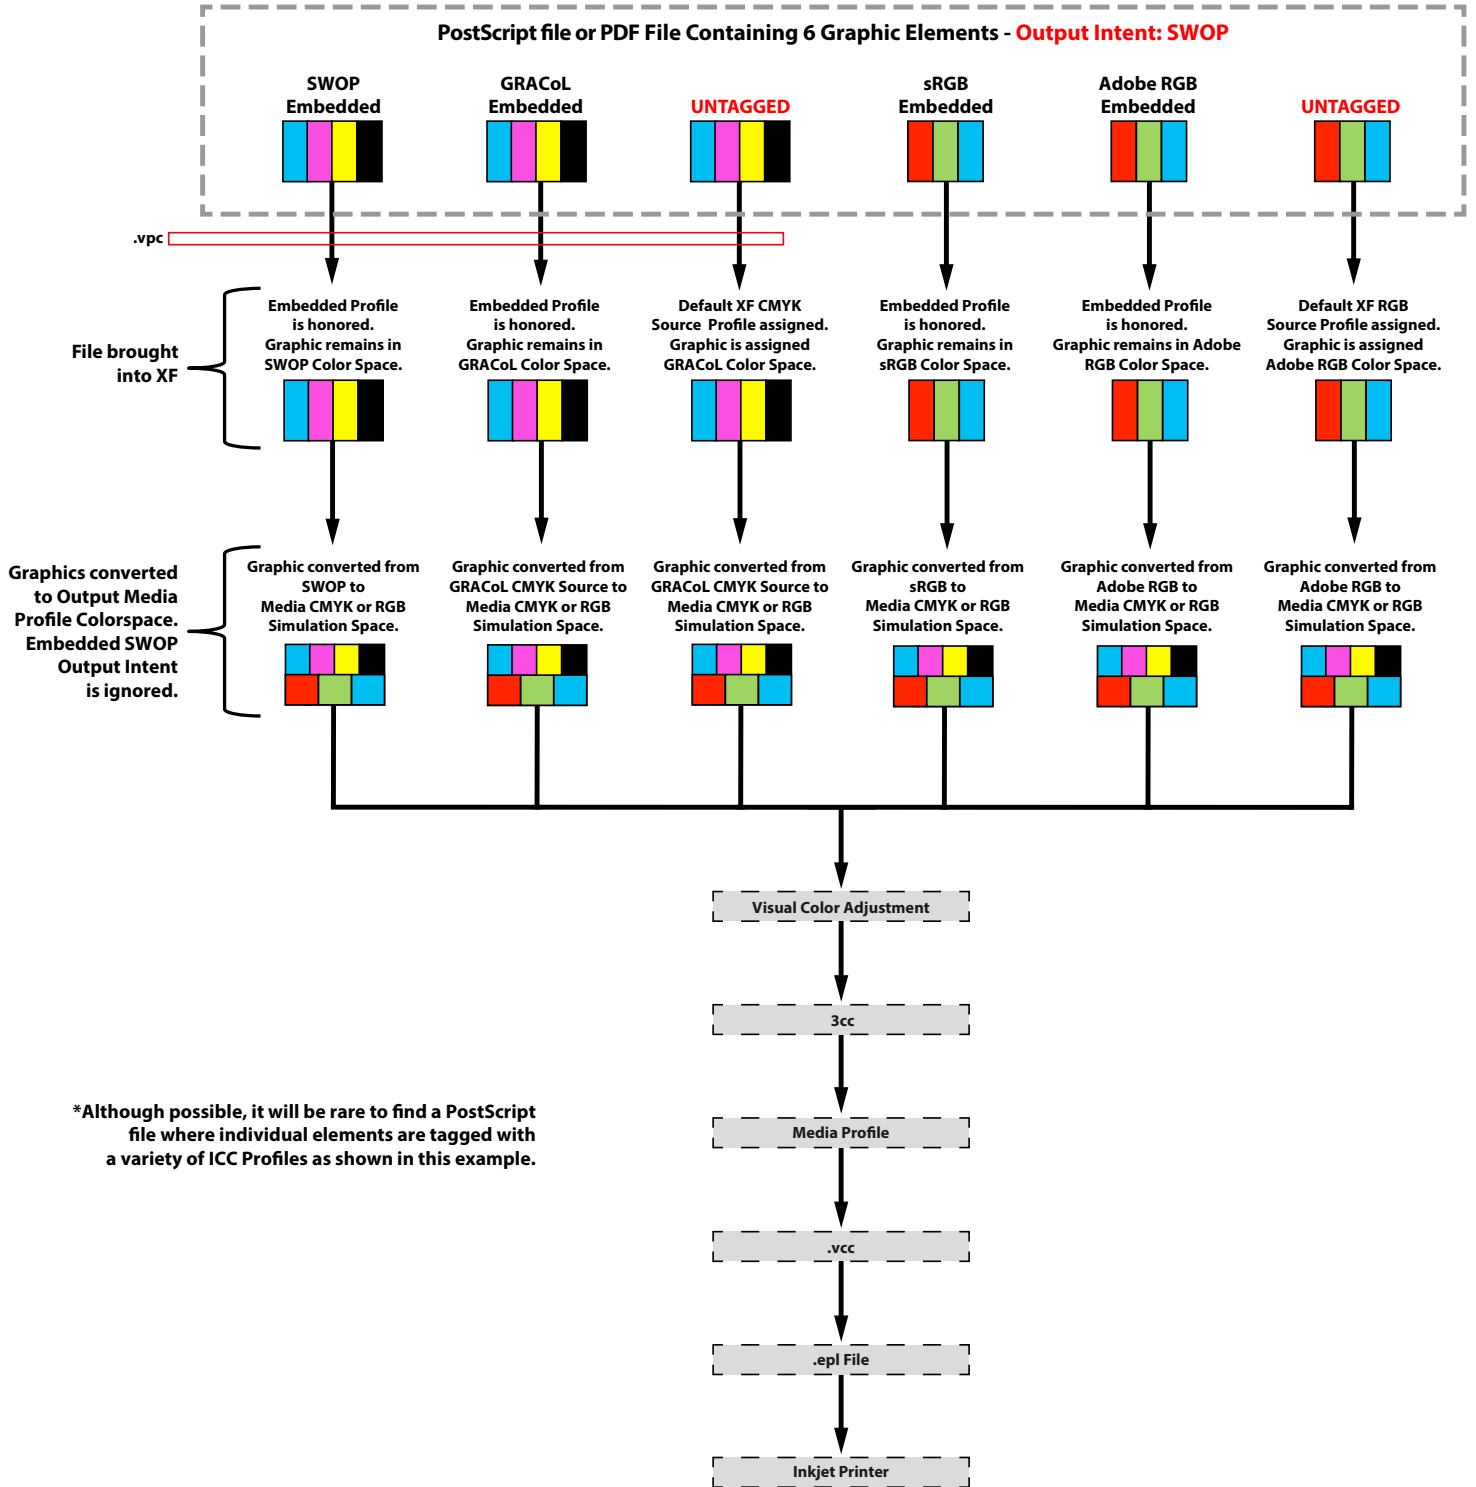 PostScript file or PDF File Containing 6 Graphic Elements - Output Intent: SWOP
SWOP
Embedded
GRACoL
Embedded
UNTAGGED
sRGB
Embedded
Adobe RGB
Embedded
UNTAGGED
.vpc
File brought
into XF
Embedded Profile
is honored.
Graphic remains in
SWOP Color Space.
Embedded Profile
is honored.
Graphic remains in
GRACoL Color Space.
Default XF CMYK
Source Profile assigned.
Graphic is assigned
GRACoL Color Space.
Embedded Profile
is honored.
Graphic remains in
sRGB Color Space.
Embedded Profile
is honored.
Graphic remains in Adobe
RGB Color Space.
Default XF RGB
Source Profile assigned.
Graphic is assigned
Adobe RGB Color Space.
Graphics converted
to Output Media
Profile Colorspace.
Embedded SWOP
Output Intent
is ignored.
Graphic converted from
SWOP to
Media CMYK or RGB
Simulation Space.
Graphic converted from
GRACoL CMYK Source to
Media CMYK or RGB
Simulation Space.
Graphic converted from
GRACoL CMYK Source to
Media CMYK or RGB
Simulation Space.
Graphic converted from
sRGB to
Media CMYK or RGB
Simulation Space.
Graphic converted from
Adobe RGB to
Media CMYK or RGB
Simulation Space.
Graphic converted from
Adobe RGB to
Media CMYK or RGB
Simulation Space.
Visual Color Adjustment
3cc
*Although possible, it will be rare to find a PostScript
file where individual elements are tagged with
a variety of ICC Profiles as shown in this example.
Media Profile
.vcc
.epl File
Inkjet Printer